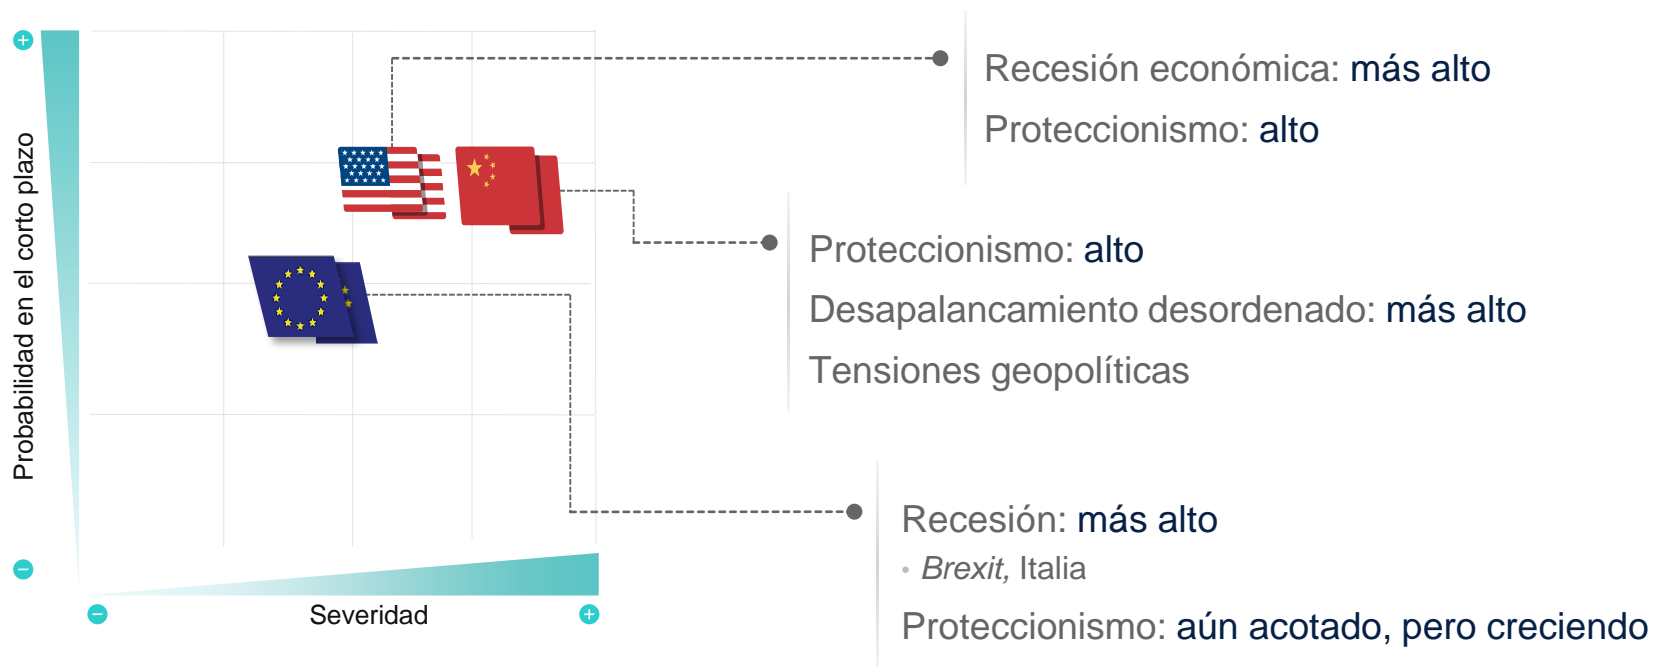 Probabilidad en el corto plazo
Recesión económica: más alto
Proteccionismo: alto
Proteccionismo: alto
Desapalancamiento desordenado: más alto
Tensiones geopolíticas
Recesión: más alto
• Brexit, Italia
Proteccionismo: aún acotado, pero creciendo
Severidad